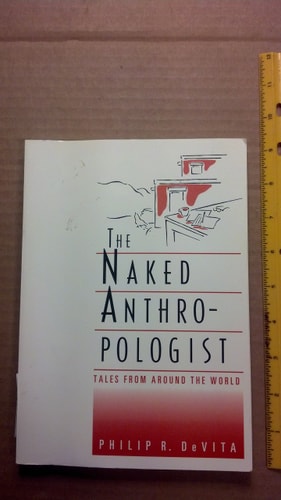 THE
NAKED
ANTHRO-
POLOGIST
TALES FROM AROUND THE WORLD
PHILIP R. DeVITA